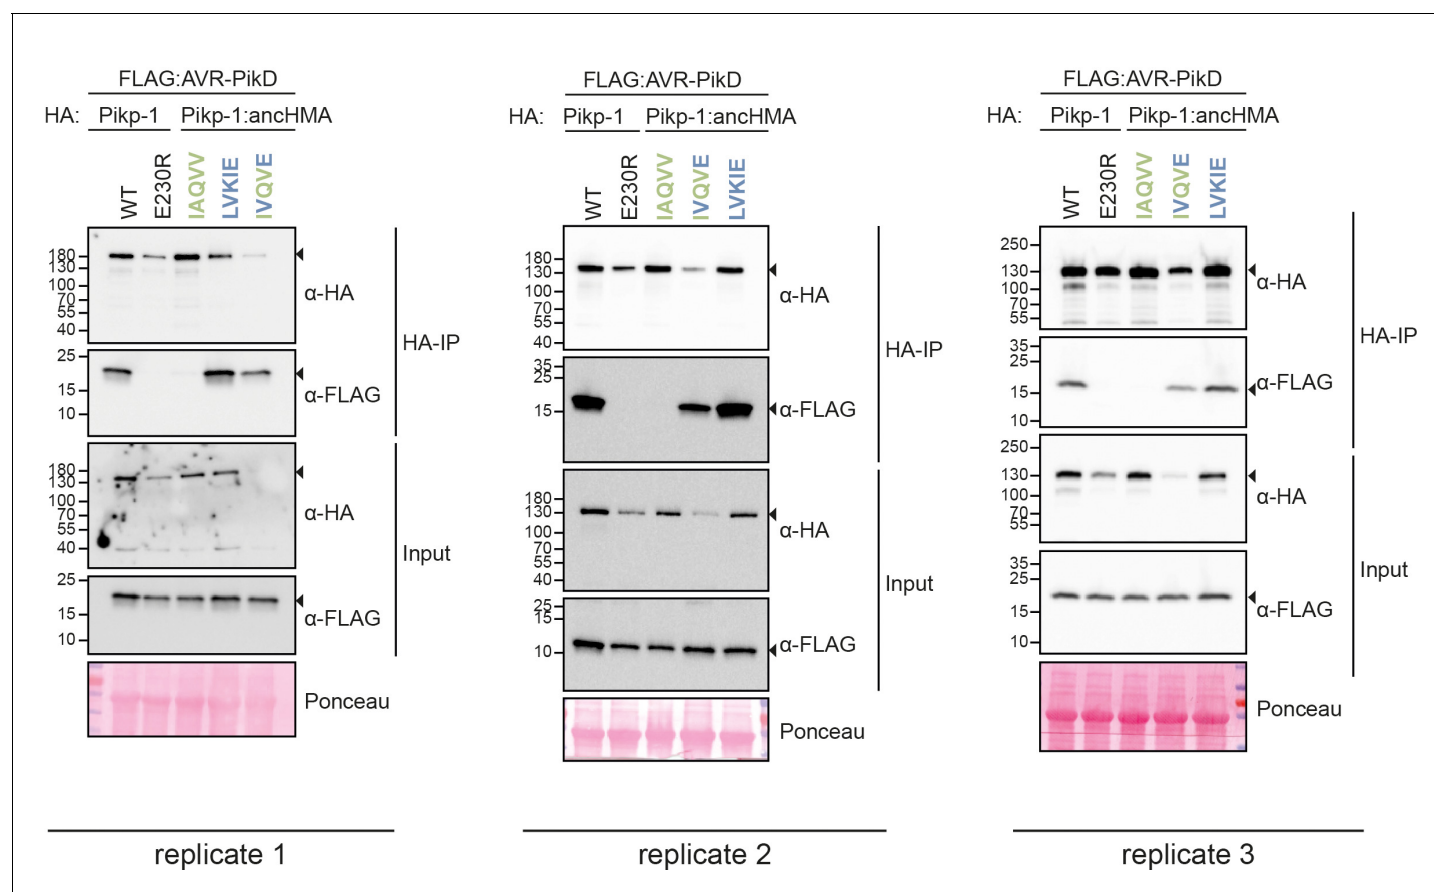 FLAG:AVR-PikD
HA: Pikp-1 Pikp-1:ancHMA
WT E230R IAQVV LVKIE IVQVE
180
130
100
70
55
40
α-HA
25
15
10
α-FLAG
HA-IP
180
130
100
70
55
40
α-HA
25
15
10
α-FLAG
Input
Ponceau
replicate 1
FLAG:AVR-PikD
HA: Pikp-1 Pikp-1:ancHMA
WT E230R IAQVV IVQVE LVKIE
180
130
100
70
55
40
α-HA
35
25
15
α-FLAG
HA-IP
180
130
100
70
55
40
α-HA
25
15
10
α-FLAG
Input
Ponceau
replicate 2
FLAG:AVR-PikD
HA: Pikp-1 Pikp-1:ancHMA
WT E230R IAQVV IVQVE LVKIE
250
130
100
70
55
α-HA
35
25
15
10
α-FLAG
HA-IP
250
130
100
70
55
α-HA
35
25
15
10
α-FLAG
Input
Ponceau
replicate 3